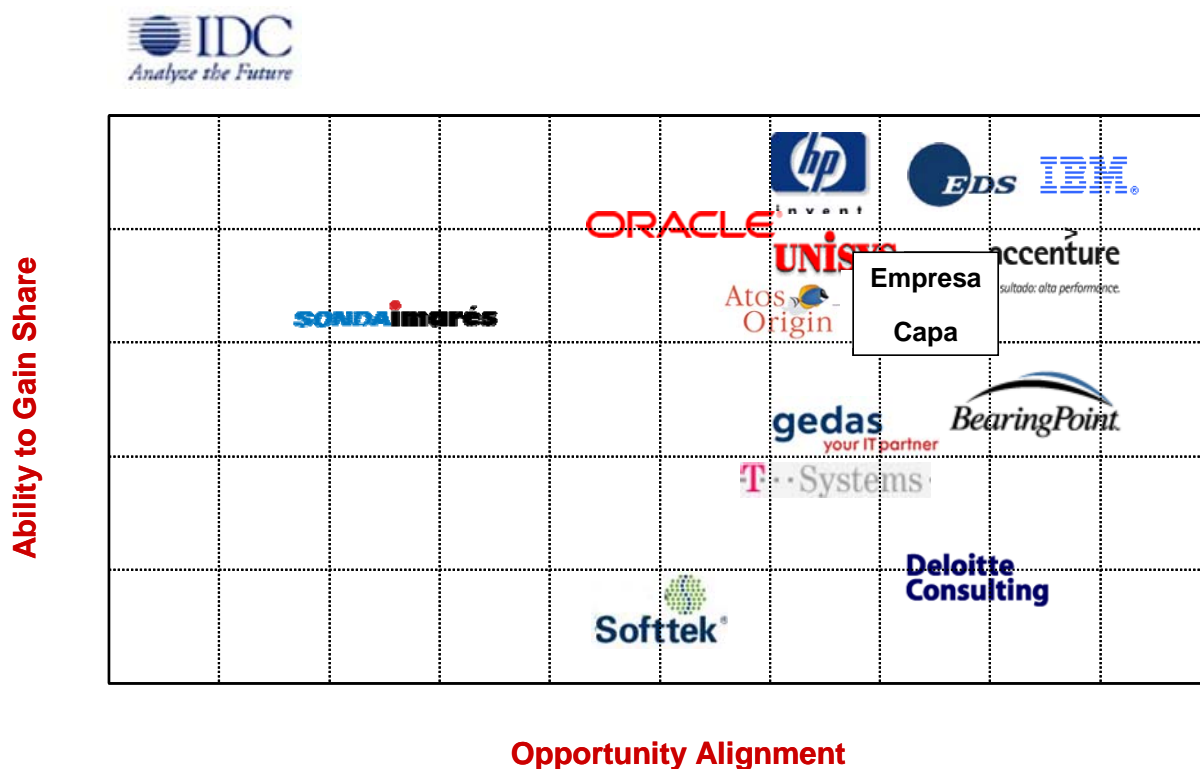 IDC
Analyze the Future
hp
invent
EDS
IBM®
ORACLE
UNISYS
accenture
sultado: alta performance.
Empresa
Capa
Atos
Origin
SONDAimarés
BearingPoint
gedas
your IT partner
T··Systems
Deloitte
Consulting
Softtek®
Ability to Gain Share
Opportunity Alignment